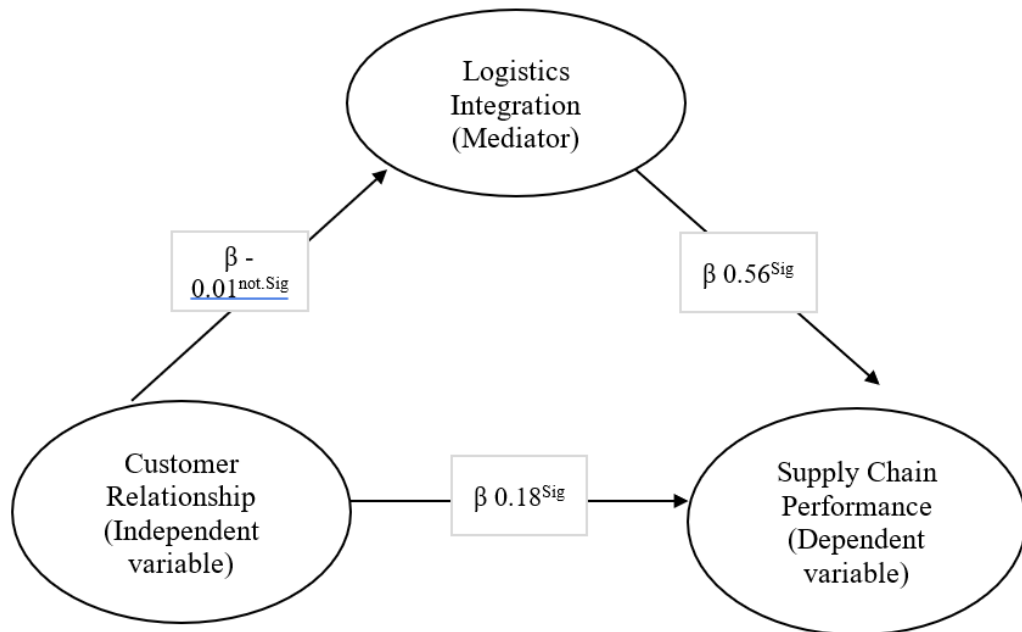 Logistics
Integration
(Mediator)
β -
0.01not.Sig
β 0.56Sig
Customer
Relationship
(Independent
variable)
β 0.18Sig
Supply Chain
Performance
(Dependent
variable)